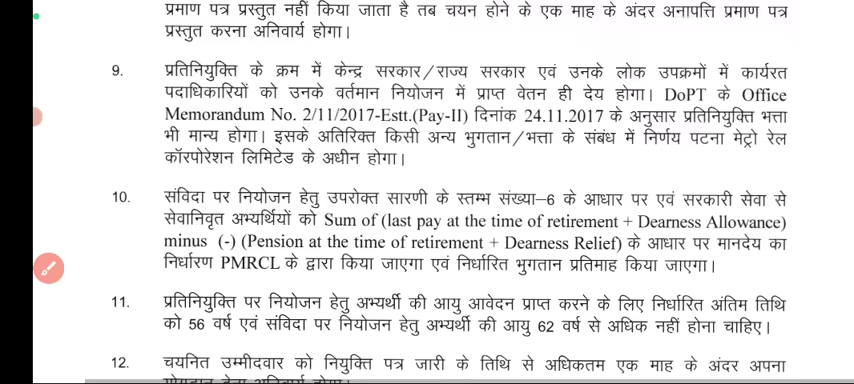 प्रमाण पत्र प्रस्तुत नहीं किया जाता है तब चयन होने के एक माह के अंदर अनापत्ति प्रमाण पत्र
प्रस्तुत करना अनिवार्य होगा।
9. प्रतिनियुक्ति के क्रम में केन्द्र सरकार/राज्य सरकार एवं उनके लोक उपक्रमों में कार्यरत
पदाधिकारियों को उनके वर्तमान नियोजन में प्राप्त वेतन ही देय होगा। DoPT के Office
Memorandum No. 2/11/2017-Estt.(Pay-II) दिनांक 24.11.2017 के अनुसार प्रतिनियुक्ति भत्ता
भी मान्य होगा। इसके अतिरिक्त किसी अन्य भुगतान/भत्ता के संबंध में निर्णय पटना मेट्रो रेल
कॉरपोरेशन लिमिटेड के अधीन होगा।
10. संविदा पर नियोजन हेतु उपरोक्त सारणी के स्तम्भ संख्या–6 के आधार पर एवं सरकारी सेवा से
सेवानिवृत अभ्यर्थियों को Sum of (last pay at the time of retirement + Dearness Allowance)
minus (-) (Pension at the time of retirement + Dearness Relief) के आधार पर मानदेय का
निर्धारण PMRCL के द्वारा किया जाएगा एवं निर्धारित भुगतान प्रतिमाह किया जाएगा।
11. प्रतिनियुक्ति पर नियोजन हेतु अभ्यर्थी की आयु आवेदन प्राप्त करने के लिए निर्धारित अंतिम तिथि
को 56 वर्ष एवं संविदा पर नियोजन हेतु अभ्यर्थी की आयु 62 वर्ष से अधिक नहीं होना चाहिए।
12. चयनित उम्मीदवार को नियुक्ति पत्र जारी के तिथि से अधिकतम एक माह के अंदर अपना